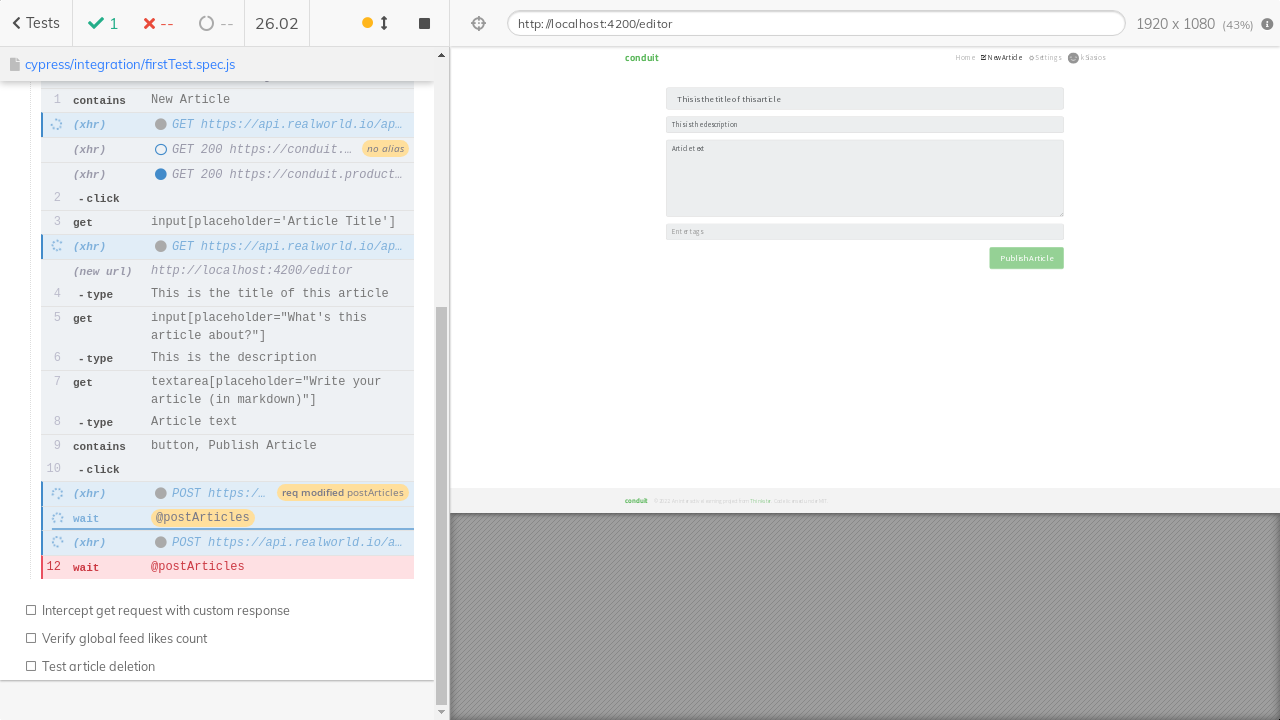 Tests
1
--
--
26.02
http://localhost:4200/editor
1920 x 1080 (43%)
cypress/integration/firstTest.spec.js
1 contains New Article
(xhr) GET https://api.realworld.io/ap…
(xhr) GET 200 https://conduit.… no alias
(xhr) GET 200 https://conduit.product…
2 - click
3 get input[placeholder='Article Title']
(xhr) GET https://api.realworld.io/ap…
(new url) http://localhost:4200/editor
4 - type This is the title of this article
5 get input[placeholder="What's this
article about?"]
6 - type This is the description
7 get textarea[placeholder="Write your
article (in markdown)"]
8 - type Article text
9 contains button, Publish Article
10 - click
(xhr) POST https:/… req modified postArticles
wait @postArticles
(xhr) POST https://api.realworld.io/a…
12 wait @postArticles
Intercept get request with custom response
Verify global feed likes count
Test article deletion
conduit
Home New Article Settings
This is the title of this article
This is the description
Article text
Enter tags
Publish Article
conduit